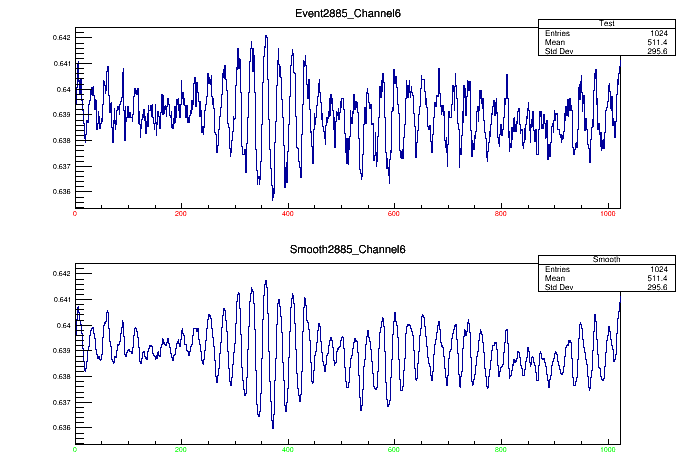 Event2885_Channel6
Test
Entries 1024
Mean 511.4
Std Dev 295.6
0.642
0.641
0.64
0.639
0.638
0.637
0.636
0 200 400 600 800 1000
Smooth2885_Channel6
Smooth
Entries 1024
Mean 511.4
Std Dev 295.6
0.642
0.641
0.64
0.639
0.638
0.637
0.636
0 200 400 600 800 1000